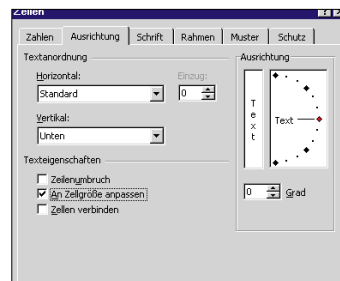 Zellen
Zahlen Ausrichtung Schrift Rahmen Muster Schutz
Textanordnung
Horizontal: Einzug:
Standard 0
Vertikal:
Unten
Texteigenschaften
Zeilenumbruch
An Zellgröße anpassen
Zellen verbinden
Ausrichtung
Text
Text
0 Grad